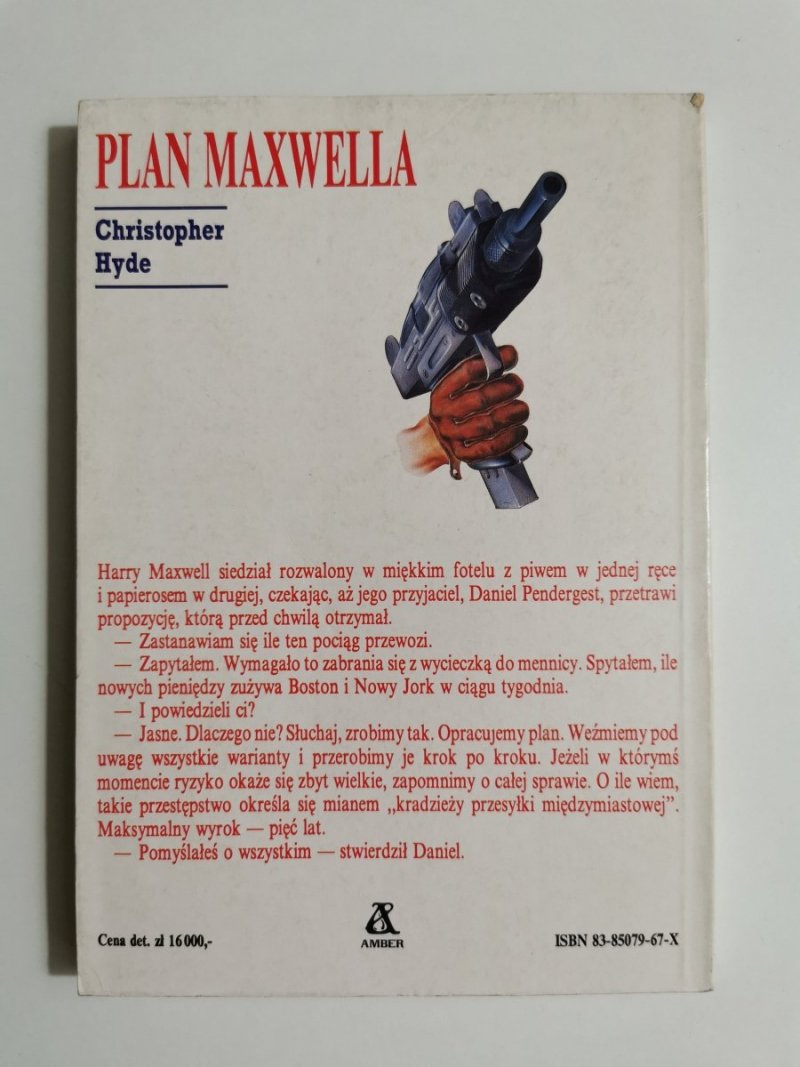 PLAN MAXWELLA
Christopher
Hyde
Harry Maxwell siedział rozwalony w miękkim fotelu z piwem w jednej ręce
i papierosem w drugiej, czekając, aż jego przyjaciel, Daniel Pendergest, przetrawi
propozycję, którą przed chwilą otrzymał.
— Zastanawiam się ile ten pociąg przewozi.
— Zapytałem. Wymagało to zabrania się z wycieczką do mennicy. Spytałem, ile
nowych pieniędzy zużywa Boston i Nowy Jork w ciągu tygodnia.
— I powiedzieli ci?
— Jasne. Dlaczego nie? Słuchaj, zrobimy tak. Opracujemy plan. Weźmiemy pod
uwagę wszystkie warianty i przerobimy je krok po kroku. Jeżeli w którymś
momencie ryzyko okaże się zbyt wielkie, zapomnimy o całej sprawie. O ile wiem,
takie przestępstwo określa się mianem „kradzieży przesyłki międzymiastowej”.
Maksymalny wyrok — pięć lat.
— Pomyślałeś o wszystkim — stwierdził Daniel.
Cena det. zł 16 000,-
AMBER
ISBN 83-85079-67-X